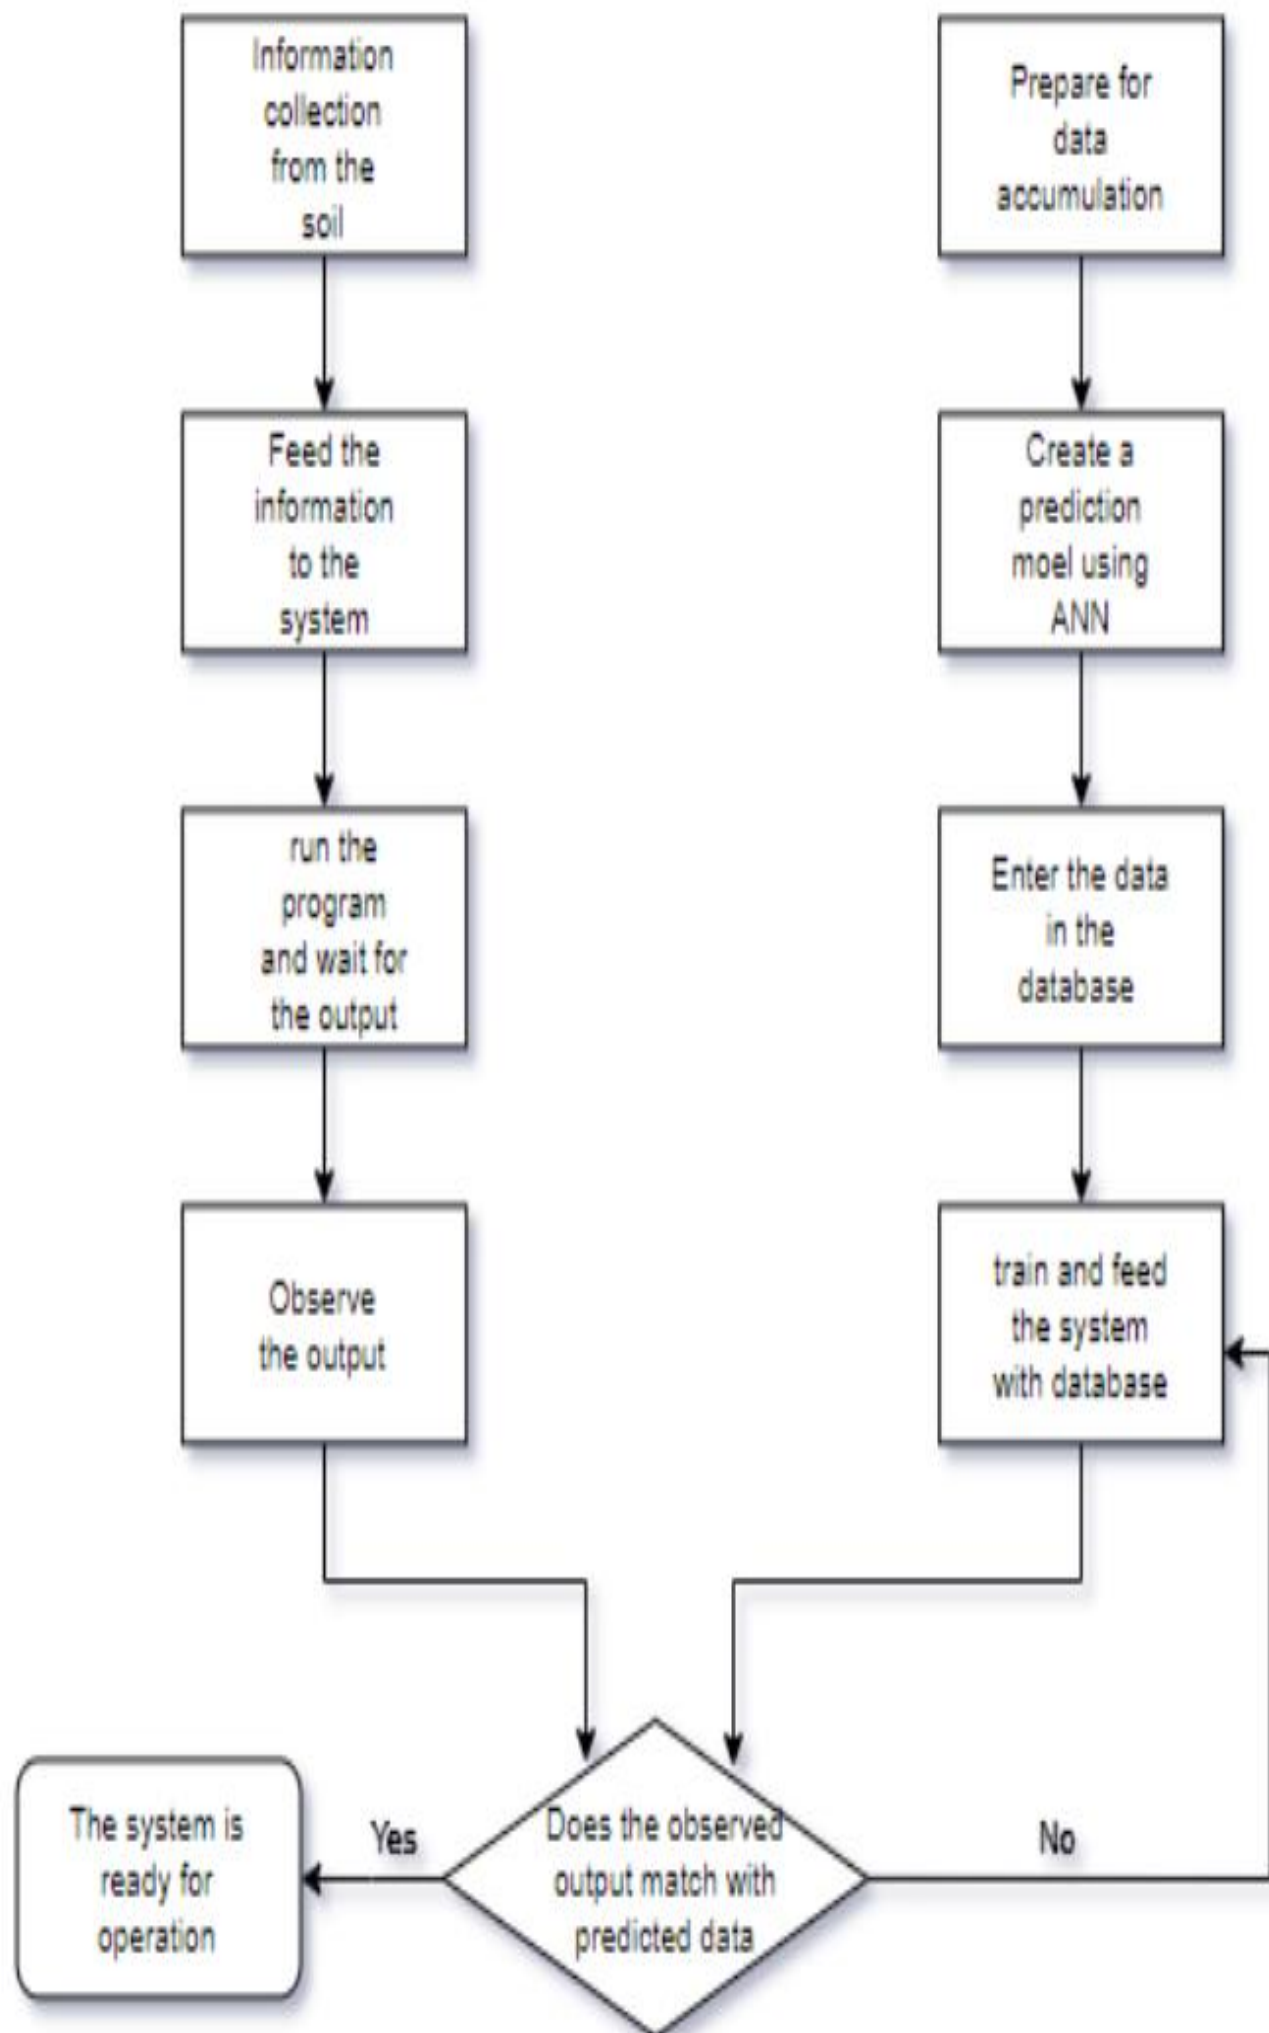 Information
collection
from the
soil
Feed the
information
to the
system
run the
program
and wait for
the output
Observe
the output
Prepare for
data
accumulation
Create a
prediction
moel using
ANN
Enter the data
in the
database
train and feed
the system
with database
Does the observed
output match with
predicted data
Yes
No
The system is
ready for
operation